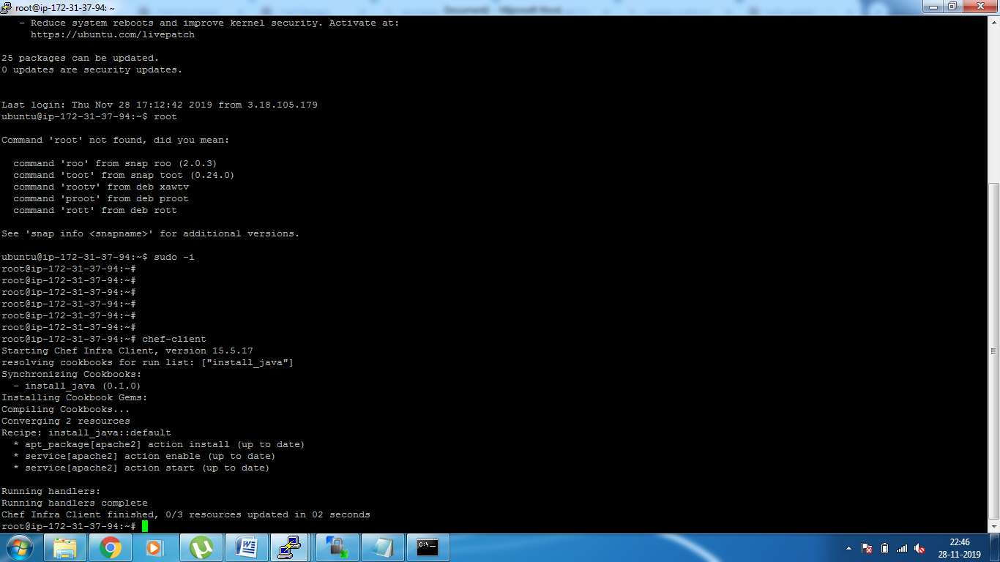 root@ip-172-31-37-94: ~
- Reduce system reboots and improve kernel security. Activate at:
https://ubuntu.com/livepatch
25 packages can be updated.
0 updates are security updates.
Last login: Thu Nov 28 17:12:42 2019 from 3.18.105.179
ubuntu@ip-172-31-37-94:~$ root
Command 'root' not found, did you mean:
command 'roo' from snap roo (2.0.3)
command 'toot' from snap toot (0.24.0)
command 'rootv' from deb xawtv
command 'proot' from deb proot
command 'rott' from deb rott
See 'snap info <snapname>' for additional versions.
ubuntu@ip-172-31-37-94:~$ sudo -i
root@ip-172-31-37-94:~#
root@ip-172-31-37-94:~#
root@ip-172-31-37-94:~#
root@ip-172-31-37-94:~#
root@ip-172-31-37-94:~#
root@ip-172-31-37-94:~#
root@ip-172-31-37-94:~# chef-client
Starting Chef Infra Client, version 15.5.17
resolving cookbooks for run list: ["install_java"]
Synchronizing Cookbooks:
- install_java (0.1.0)
Installing Cookbook Gems:
Compiling Cookbooks...
Converging 2 resources
Recipe: install_java::default
* apt_package[apache2] action install (up to date)
* service[apache2] action enable (up to date)
* service[apache2] action start (up to date)
Running handlers:
Running handlers complete
Chef Infra Client finished, 0/3 resources updated in 02 seconds
root@ip-172-31-37-94:~#
C:\_
22:46
28-11-2019